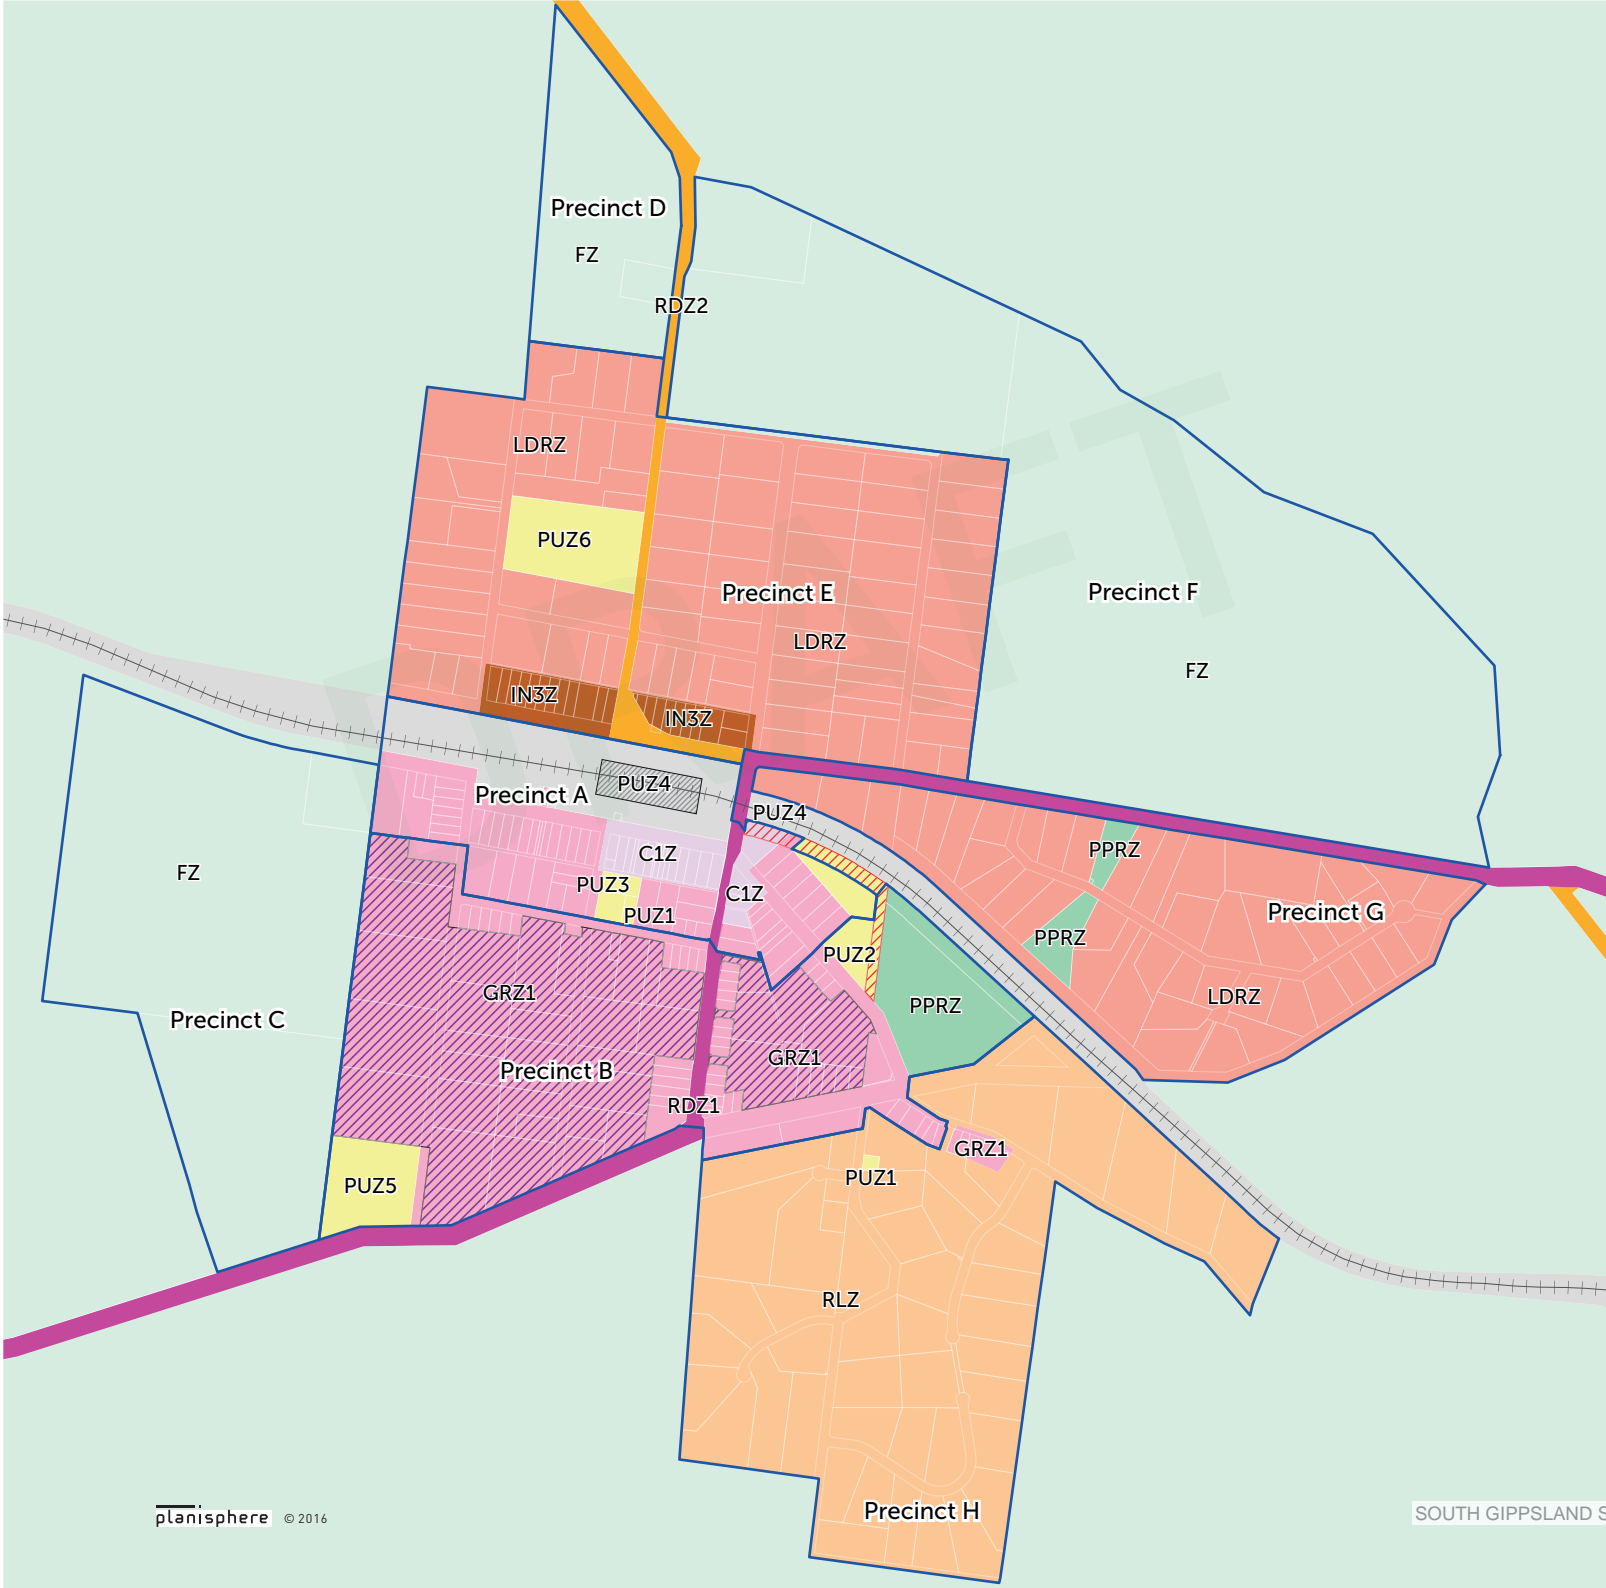 Precinct D
FZ
RDZ2
LDRZ
PUZ6
Precinct E
Precinct F
LDRZ
FZ
IN3Z
IN3Z
DRAFT
PUZ4
Precinct A
PUZ4
C1Z
PPRZ
FZ
PUZ3
C1Z
PUZ1
Precinct G
PPRZ
PUZ2
GRZ1
LDRZ
PPRZ
Precinct C
GRZ1
Precinct B
RDZ1
GRZ1
PUZ1
PUZ5
RLZ
Precinct H
planisphere © 2016
SOUTH GIPPSLAND S